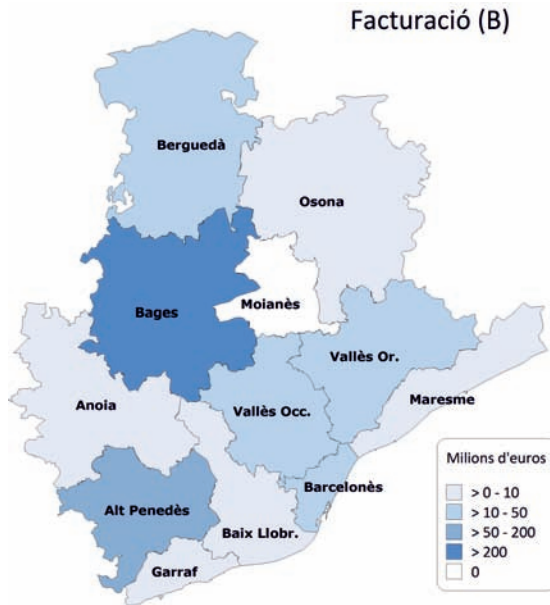 Facturació (B)
Berguedà
Osona
Bages
Moianès
Vallès Or.
Anoia
Vallès Occ.
Maresme
Alt Penedès
Barcelonès
Baix Llobr.
Garraf
Milions d'euros
> 0 - 10
> 10 - 50
> 50 - 200
> 200
0